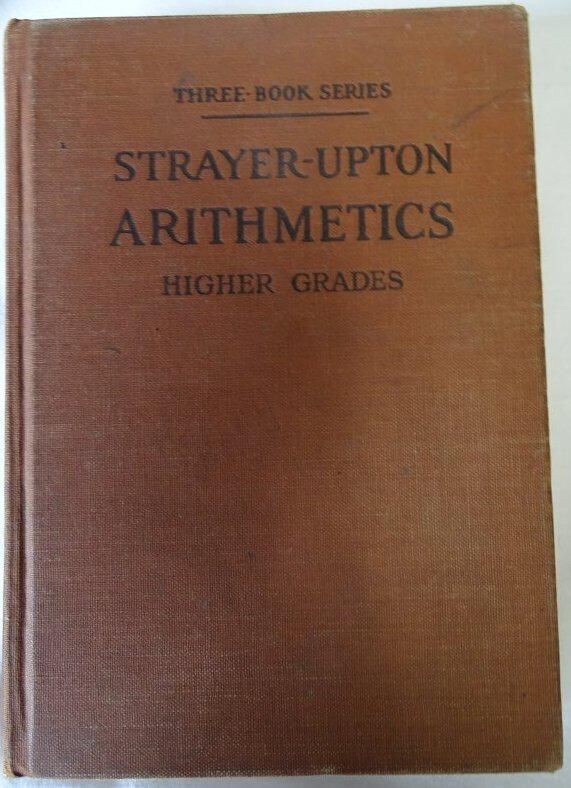 THREE-BOOK SERIES
STRAYER-UPTON
ARITHMETICS
HIGHER GRADES